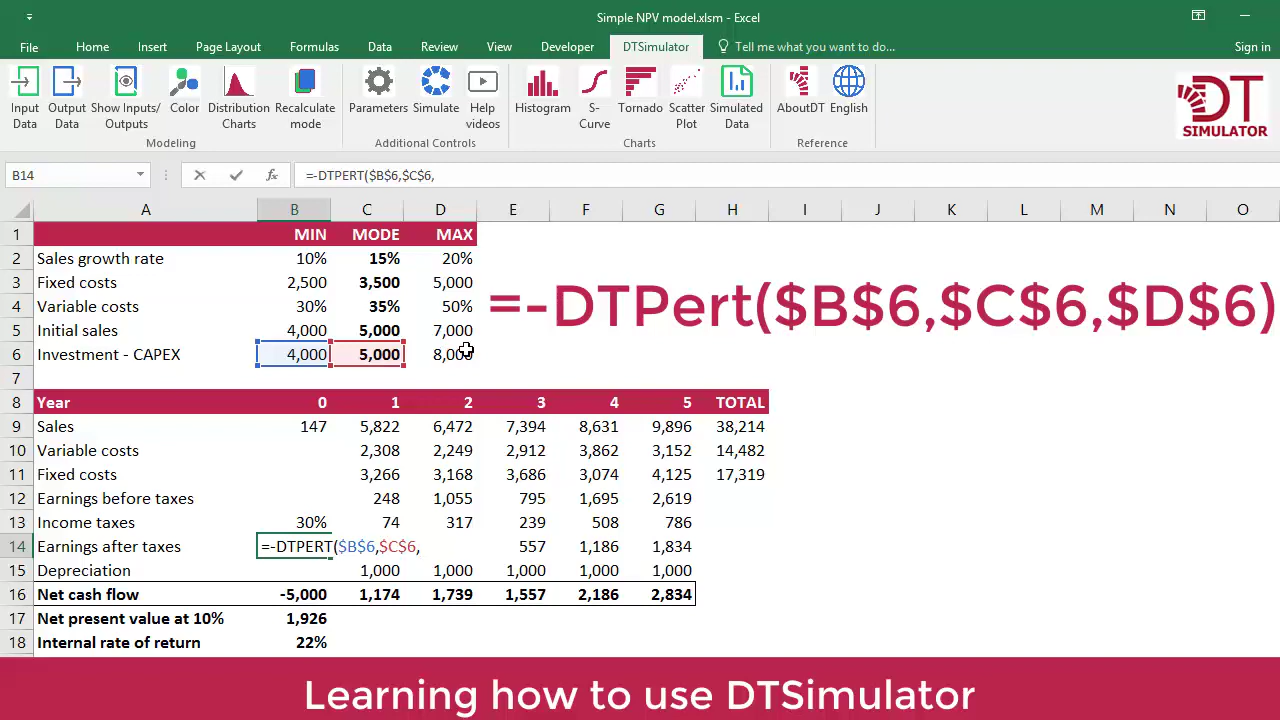 Simple NPV model.xlsm - Excel
File Home Insert Page Layout Formulas Data Review View Developer DTSimulator Tell me what you want to do... Sign in
Input Data
Output Data
Show Inputs/ Outputs
Color
Distribution Charts
Recalculate mode
Parameters
Simulate
Help videos
Histogram
S- Curve
Tornado
Scatter Plot
Simulated Data
AboutDT
English
DT
SIMULATOR
Modeling Additional Controls Charts Reference
B14 fx =-DTPERT($B$6,$C$6,
A B C D E F G H I J K L M N O
1 MIN MODE MAX
2 Sales growth rate 10% 15% 20%
3 Fixed costs 2,500 3,500 5,000
4 Variable costs 30% 35% 50%
=-DTPert($B$6,$C$6,$D$6)
5 Initial sales 4,000 5,000 7,000
6 Investment - CAPEX 4,000 5,000 8,000
7
8 Year 0 1 2 3 4 5 TOTAL
9 Sales 147 5,822 6,472 7,394 8,631 9,896 38,214
10 Variable costs 2,308 2,249 2,912 3,862 3,152 14,482
11 Fixed costs 3,266 3,168 3,686 3,074 4,125 17,319
12 Earnings before taxes 248 1,055 795 1,695 2,619
13 Income taxes 30% 74 317 239 508 786
14 Earnings after taxes =-DTPERT($B$6,$C$6, 557 1,186 1,834
15 Depreciation 1,000 1,000 1,000 1,000 1,000
16 Net cash flow -5,000 1,174 1,739 1,557 2,186 2,834
17 Net present value at 10% 1,926
18 Internal rate of return 22%
Learning how to use DTSimulator